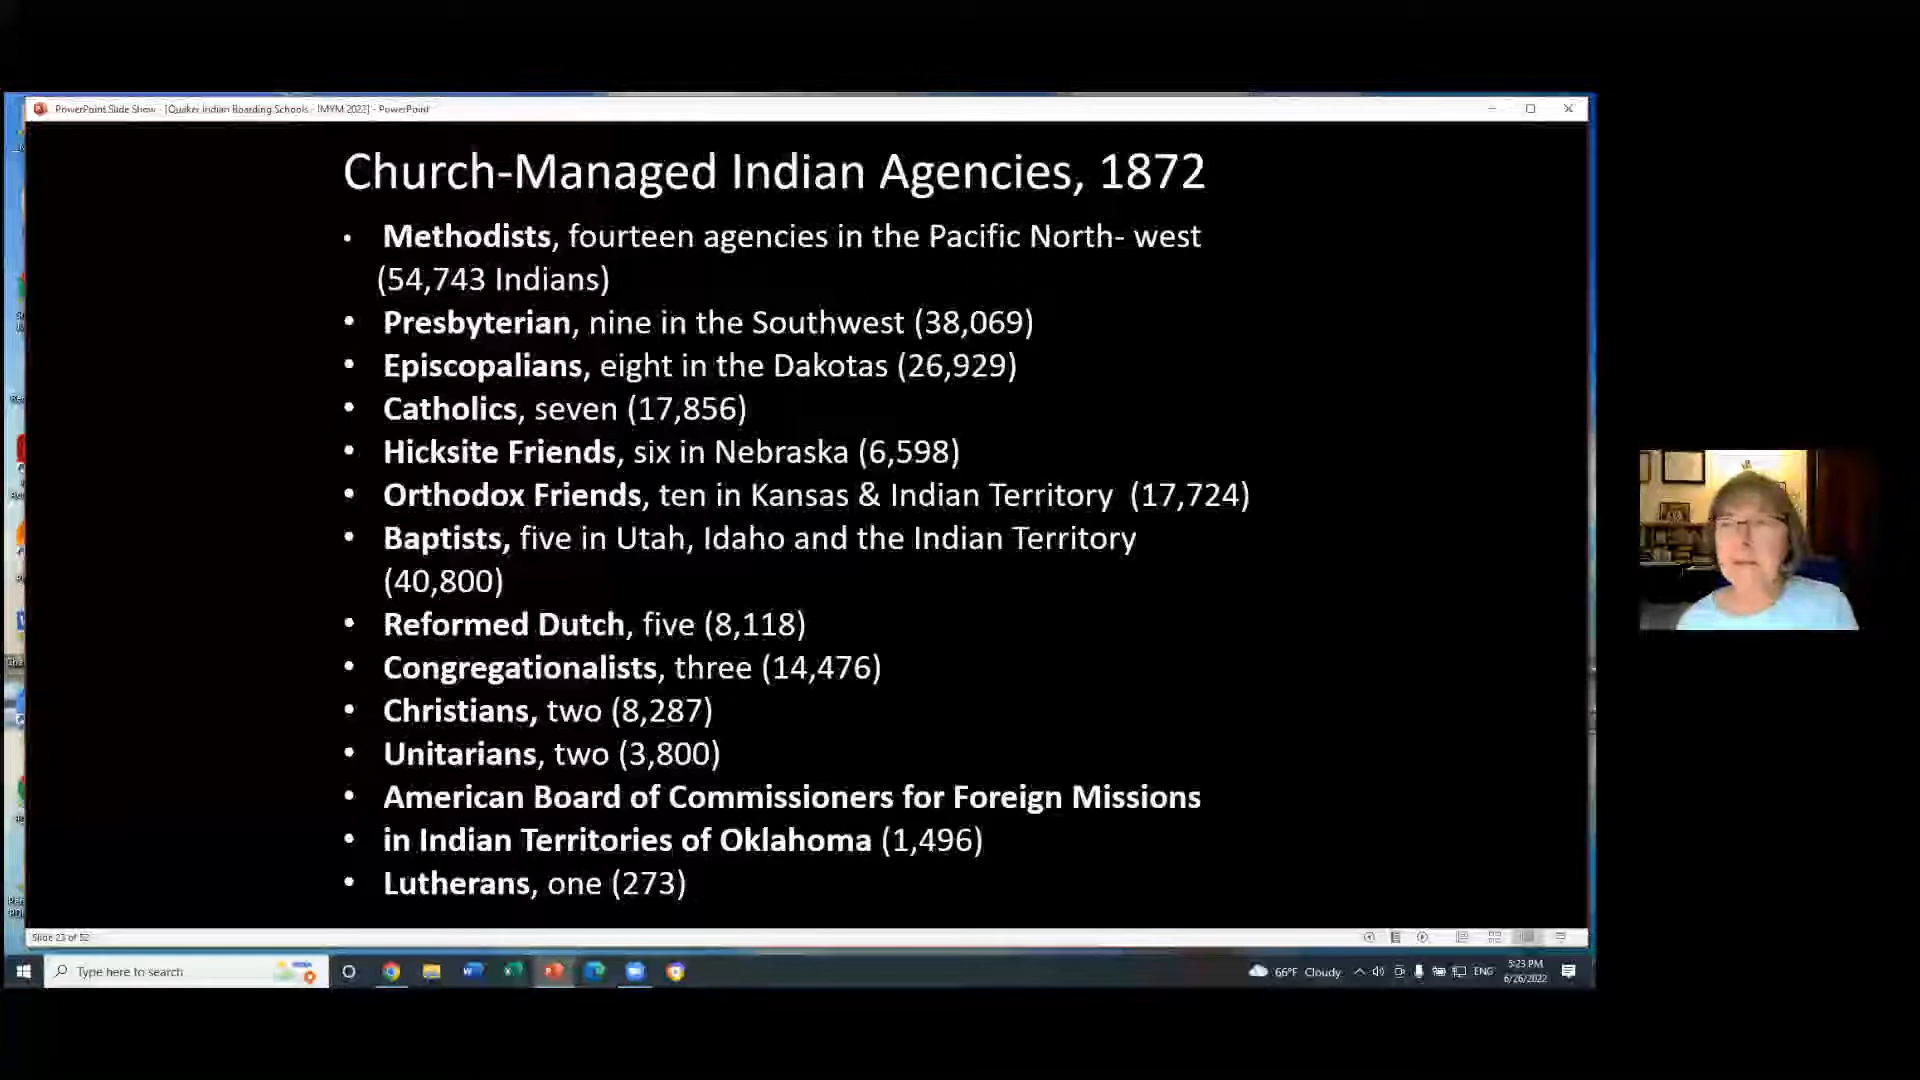 PowerPoint Slide Show - [Quaker Indian Boarding Schools - IMYM 2022] - PowerPoint
Church-Managed Indian Agencies, 1872
• Methodists, fourteen agencies in the Pacific North- west
(54,743 Indians)
• Presbyterian, nine in the Southwest (38,069)
• Episcopalians, eight in the Dakotas (26,929)
• Catholics, seven (17,856)
• Hicksite Friends, six in Nebraska (6,598)
• Orthodox Friends, ten in Kansas & Indian Territory (17,724)
• Baptists, five in Utah, Idaho and the Indian Territory
(40,800)
• Reformed Dutch, five (8,118)
• Congregationalists, three (14,476)
• Christians, two (8,287)
• Unitarians, two (3,800)
• American Board of Commissioners for Foreign Missions
• in Indian Territories of Oklahoma (1,496)
• Lutherans, one (273)
Slide 23 of 52
Type here to search
66°F Cloudy
ENG
5:23 PM
6/26/2022